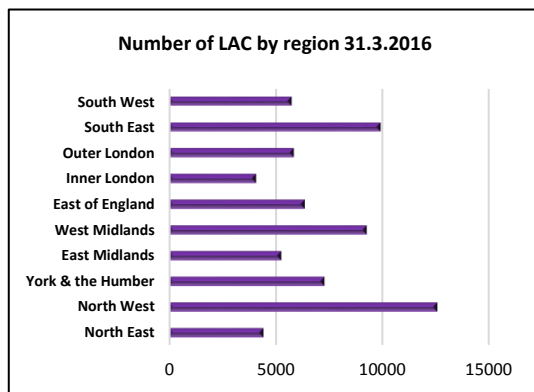 Number of LAC by region 31.3.2016
South West
South East
Outer London
Inner London
East of England
West Midlands
East Midlands
York & the Humber
North West
North East
0 5000 10000 15000